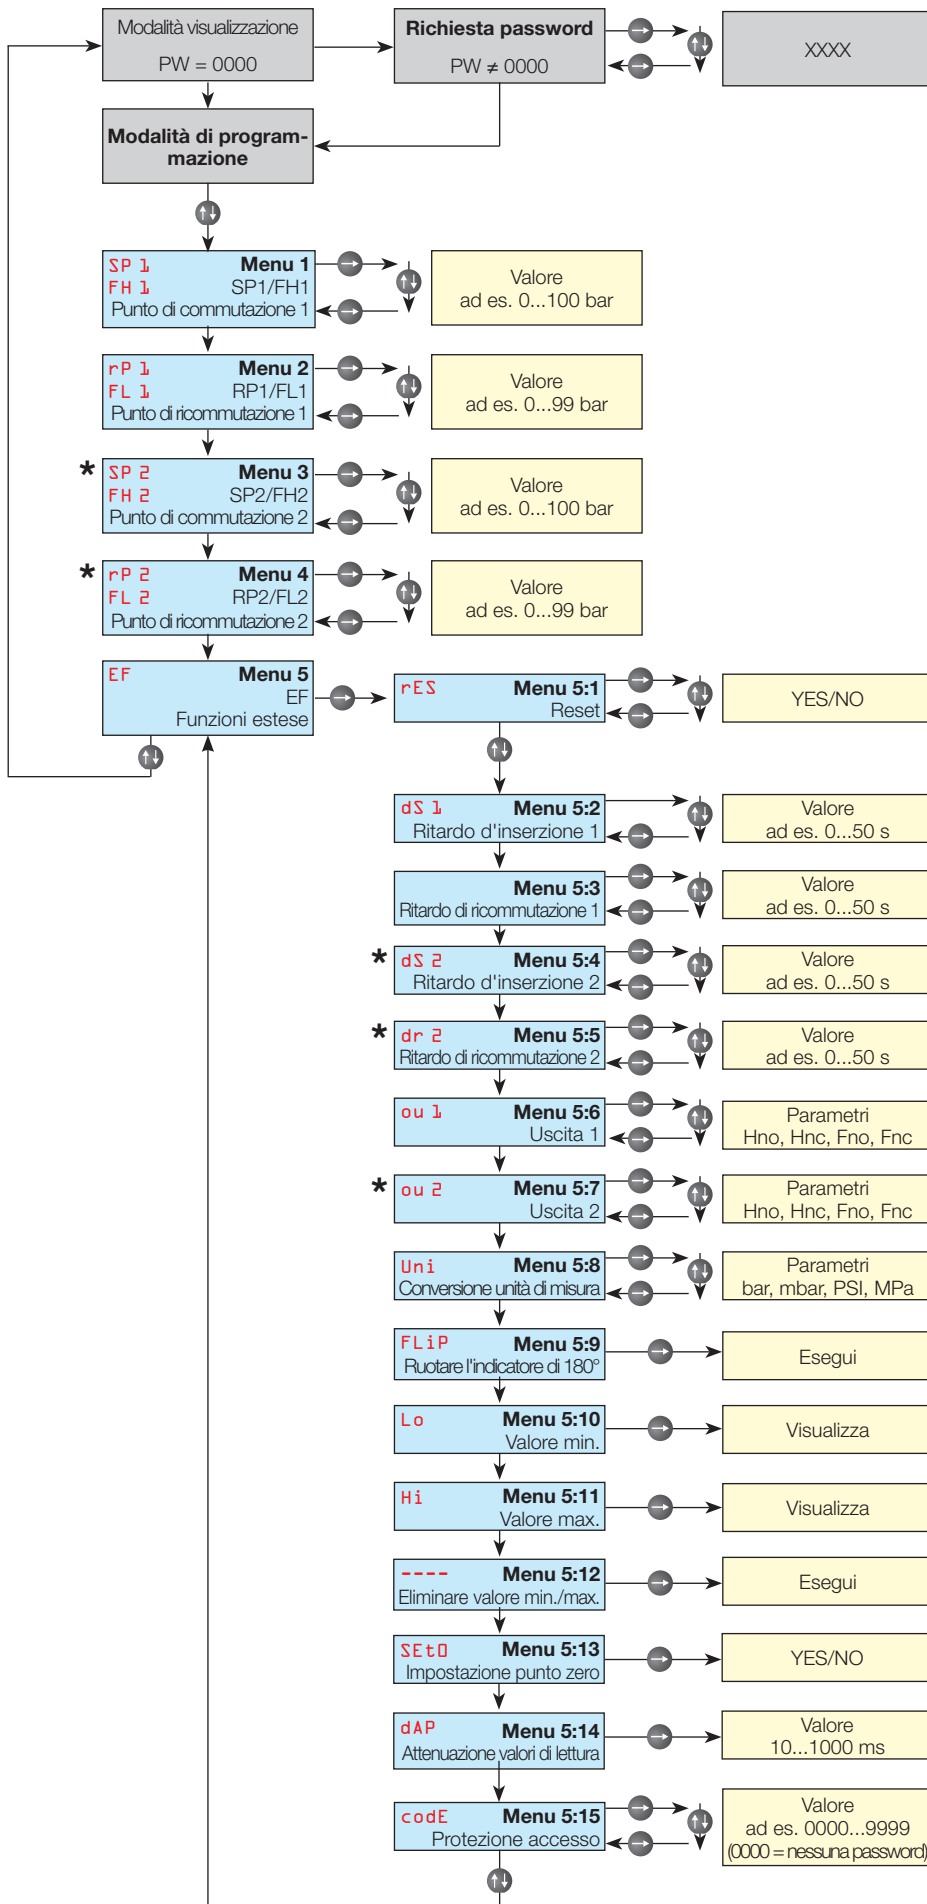 Modalità visualizzazione
PW = 0000
Richiesta password
PW ≠ 0000
XXXX
Modalità di program-
mazione
SP 1 Menu 1
FH 1 SP1/FH1
Punto di commutazione 1
Valore
ad es. 0...100 bar
rP 1 Menu 2
FL 1 RP1/FL1
Punto di ricommutazione 1
Valore
ad es. 0...99 bar
* SP 2 Menu 3
FH 2 SP2/FH2
Punto di commutazione 2
Valore
ad es. 0...100 bar
* rP 2 Menu 4
FL 2 RP2/FL2
Punto di ricommutazione 2
Valore
ad es. 0...99 bar
EF Menu 5
EF
Funzioni estese
rES Menu 5:1
Reset
YES/NO
dS 1 Menu 5:2
Ritardo d'inserzione 1
Valore
ad es. 0...50 s
Menu 5:3
Ritardo di ricommutazione 1
Valore
ad es. 0...50 s
* dS 2 Menu 5:4
Ritardo d'inserzione 2
Valore
ad es. 0...50 s
* dr 2 Menu 5:5
Ritardo di ricommutazione 2
Valore
ad es. 0...50 s
ou 1 Menu 5:6
Uscita 1
Parametri
Hno, Hnc, Fno, Fnc
* ou 2 Menu 5:7
Uscita 2
Parametri
Hno, Hnc, Fno, Fnc
Uni Menu 5:8
Conversione unità di misura
Parametri
bar, mbar, PSI, MPa
FLiP Menu 5:9
Ruotare l'indicatore di 180°
Esegui
Lo Menu 5:10
Valore min.
Visualizza
Hi Menu 5:11
Valore max.
Visualizza
---- Menu 5:12
Eliminare valore min./max.
Esegui
SEt0 Menu 5:13
Impostazione punto zero
YES/NO
dAP Menu 5:14
Attenuazione valori di lettura
Valore
10...1000 ms
codE Menu 5:15
Protezione accesso
Valore
ad es. 0000...9999
(0000 = nessuna password)